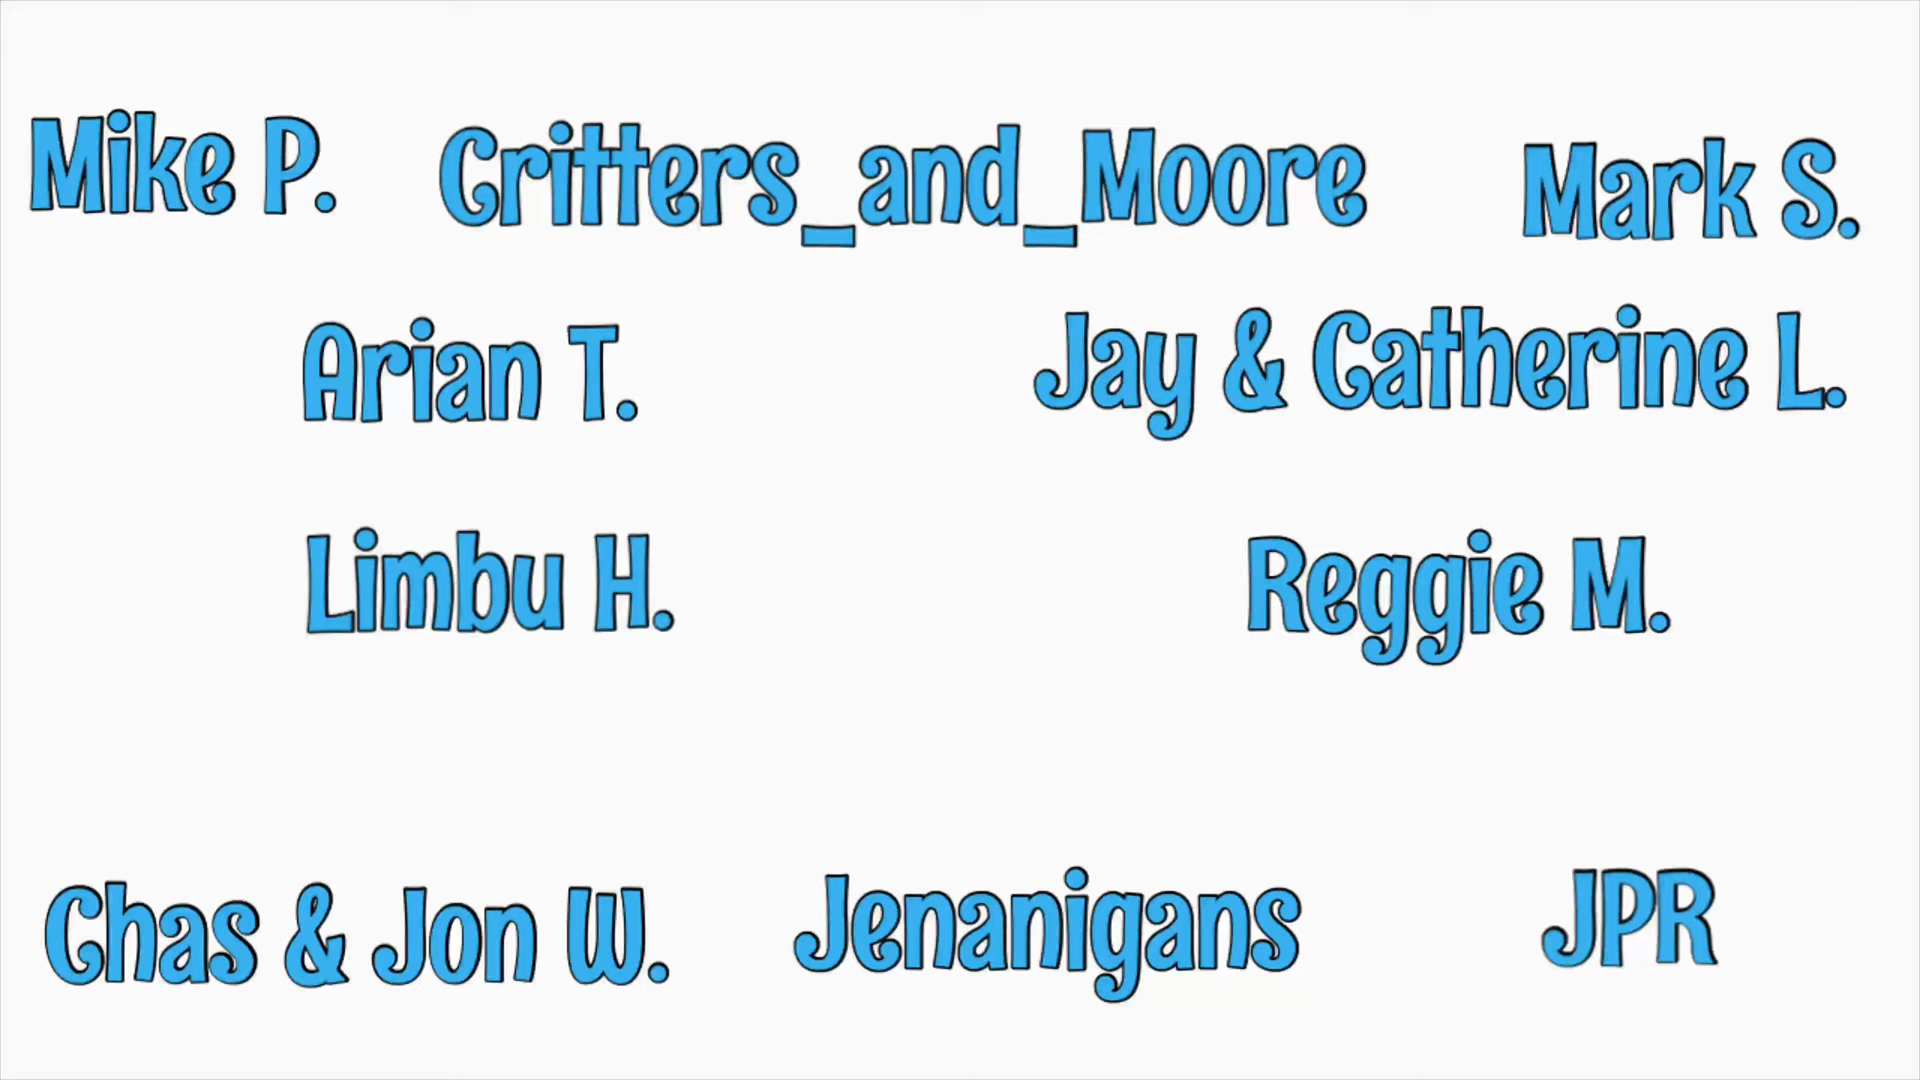 Mike P. Critters_and_Moore Mark S.
Arian T. Jay & Catherine L.
Limbu H. Reggie M.
Chas & Jon W. Jenanigans JPR